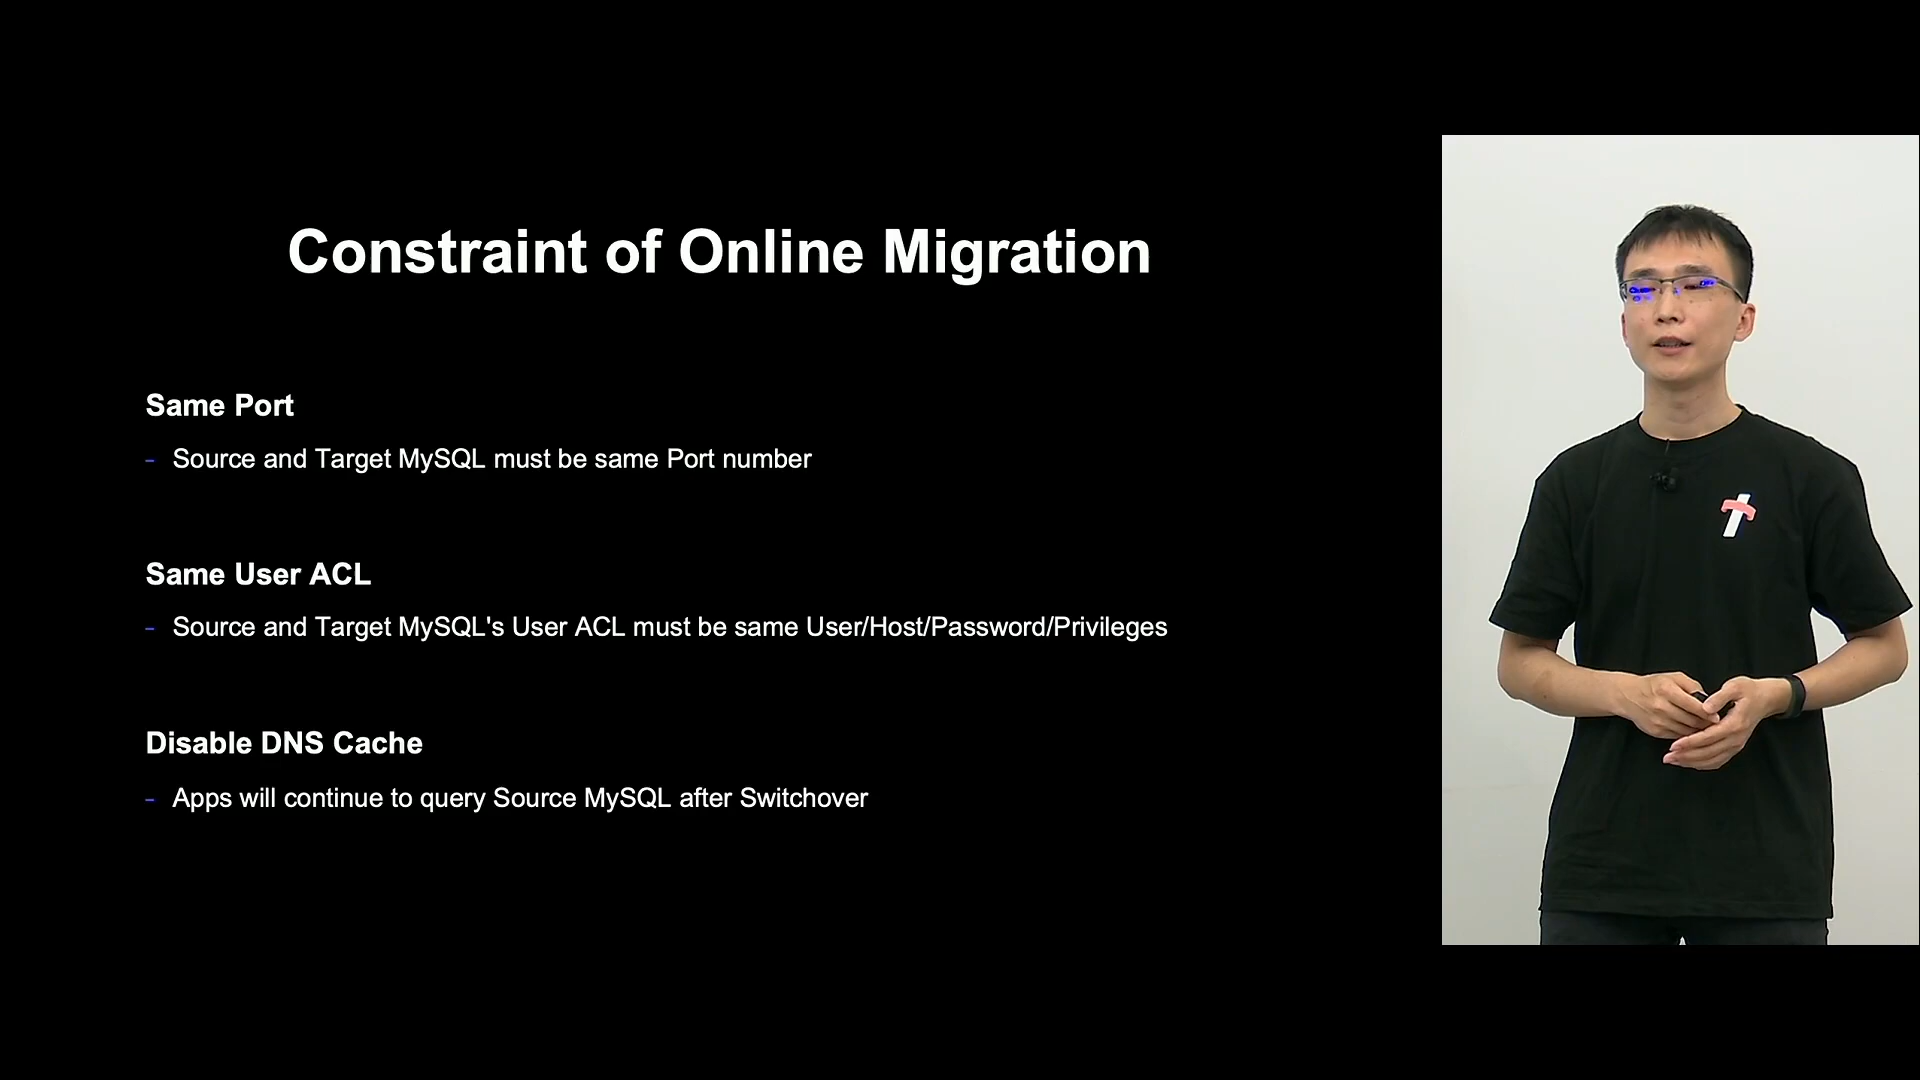 Constraint of Online Migration
Same Port
- Source and Target MySQL must be same Port number
Same User ACL
- Source and Target MySQL's User ACL must be same User/Host/Password/Privileges
Disable DNS Cache
- Apps will continue to query Source MySQL after Switchover